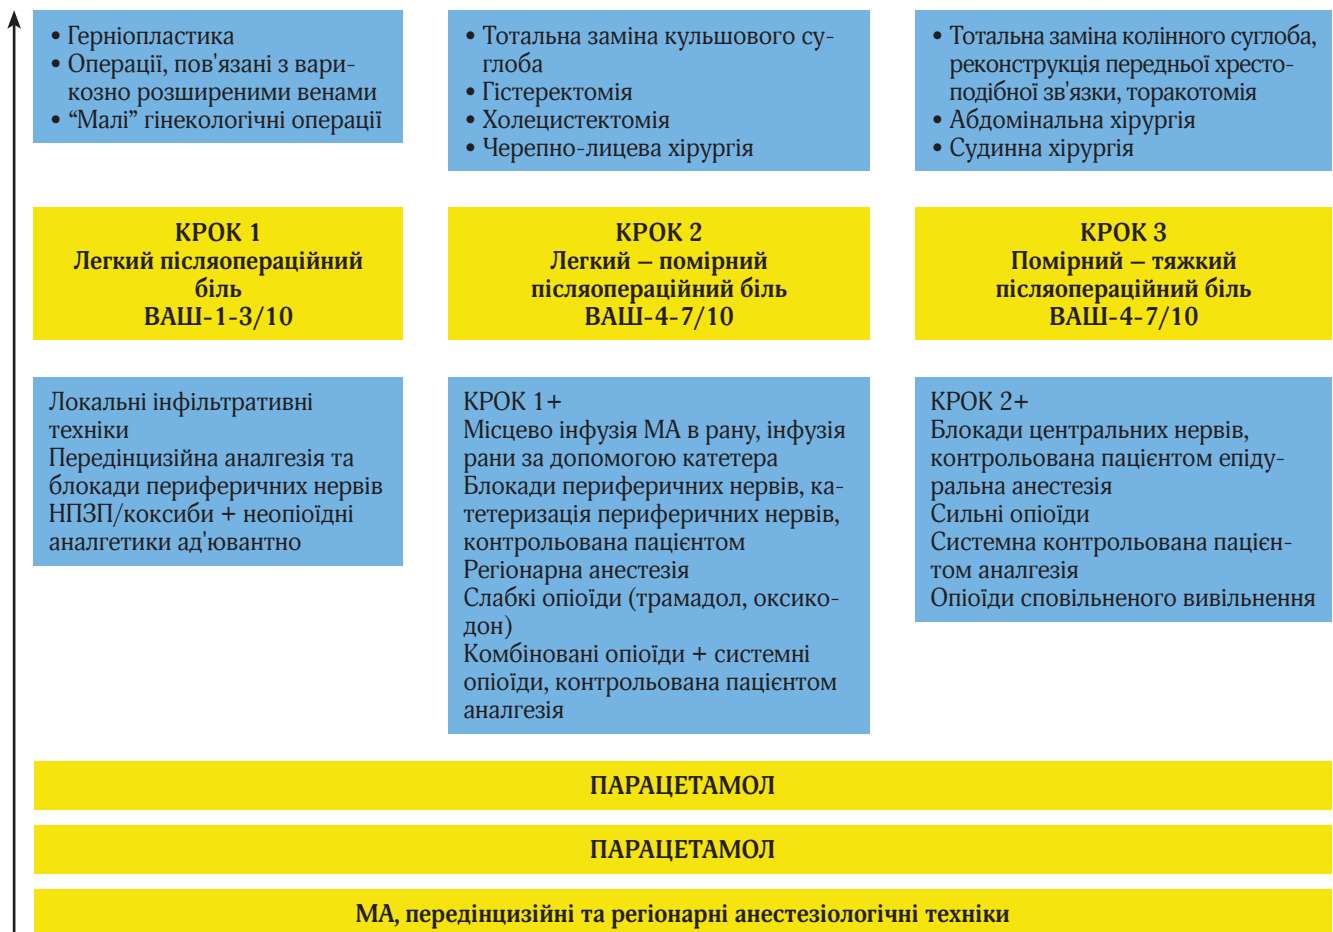 • Герніопластика
• Операції, пов'язані з вари-
козно розширеними венами
• “Малі” гінекологічні операції
• Тотальна заміна кульшового су-
глоба
• Гістеректомія
• Холецистектомія
• Черепно-лицева хірургія
• Тотальна заміна колінного суглоба,
реконструкція передньої хресто-
подібної зв'язки, торакотомія
• Абдомінальна хірургія
• Судинна хірургія
КРОК 1
Легкий післяопераційний
біль
ВАШ-1-3/10
КРОК 2
Легкий – помірний
післяопераційний біль
ВАШ-4-7/10
КРОК 3
Помірний – тяжкий
післяопераційний біль
ВАШ-4-7/10
Локальні інфільтративні
техніки
Передінцизійна аналгезія та
блокади периферичних нервів
НПЗП/коксиби + неопіоїдні
аналгетики ад'ювантно
КРОК 1+
Місцево інфузія МА в рану, інфузія
рани за допомогою катетера
Блокади периферичних нервів, ка-
тетеризація периферичних нервів,
контрольована пацієнтом
Регіонарна анестезія
Слабкі опіоїди (трамадол, оксико-
дон)
Комбіновані опіоїди + системні
опіоїди, контрольована пацієнтом
аналгезія
КРОК 2+
Блокади центральних нервів,
контрольована пацієнтом епіду-
ральна анестезія
Сильні опіоїди
Системна контрольована пацієн-
том аналгезія
Опіоїди сповільненого вивільнення
ПАРАЦЕТАМОЛ
ПАРАЦЕТАМОЛ
МА, передінцизійні та регіонарні анестезіологічні техніки